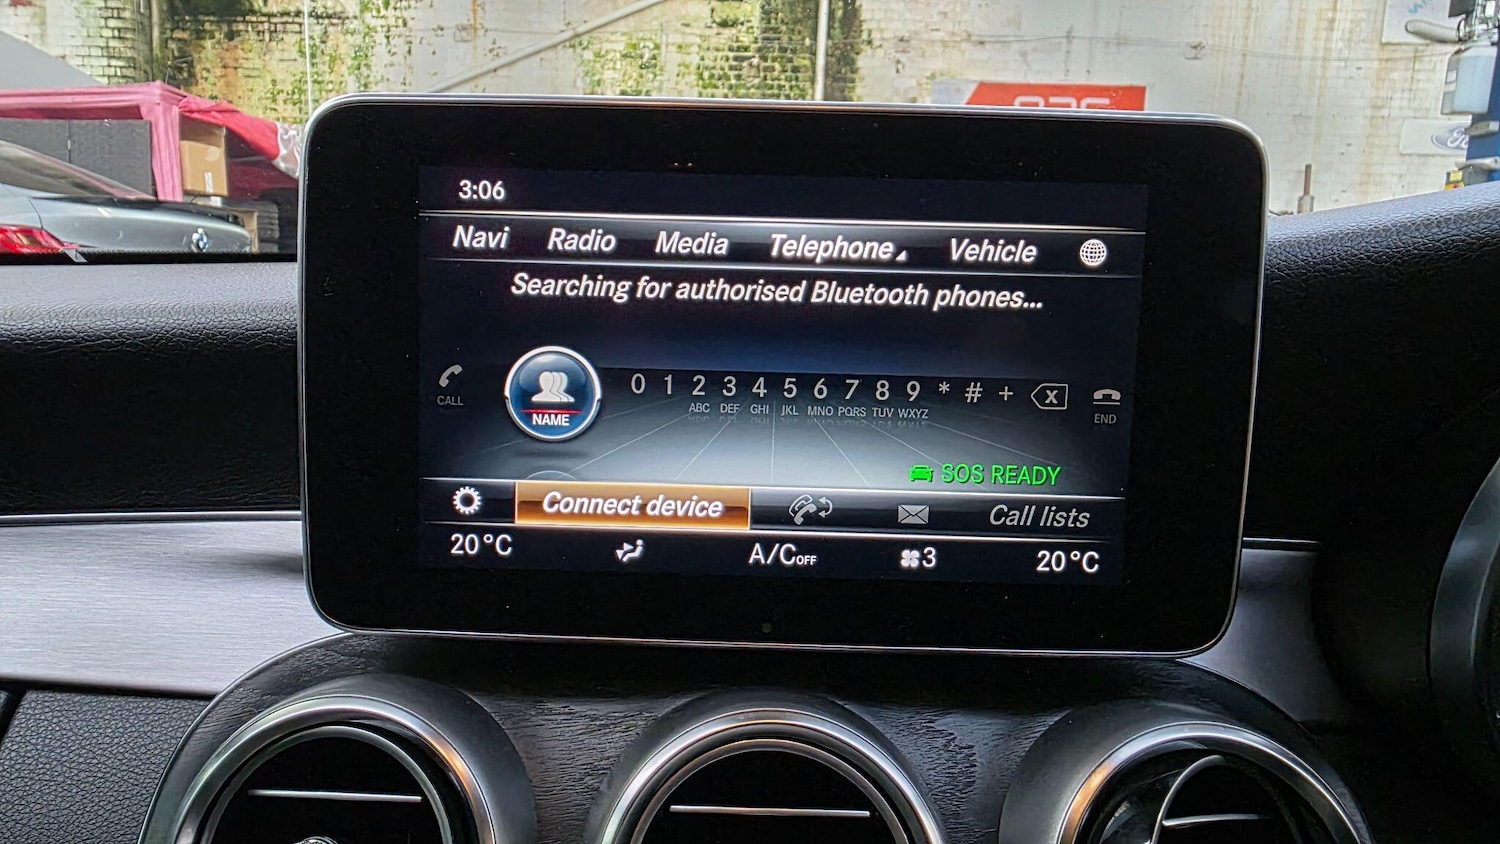 3:06
Navi Radio Media Telephone Vehicle
Searching for authorised Bluetooth phones...
CALL
NAME
0 1 2 3 4 5 6 7 8 9 * # + X
ABC DEF GHI JKL MNO PQRS TUV WXYZ
END
SOS READY
Connect device Call lists
20°C A/C OFF 3 20°C